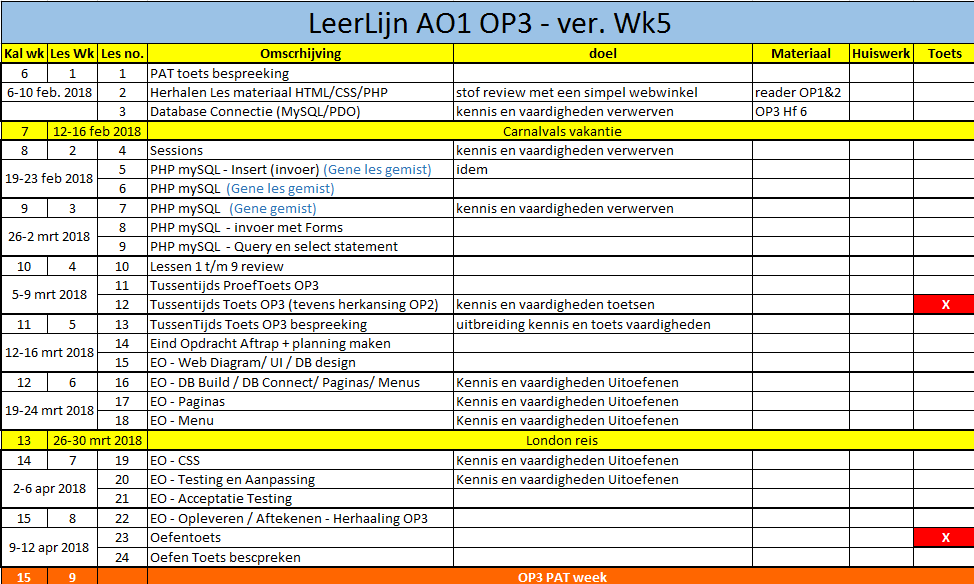 LeerLijn AO1 OP3 - ver. Wk5
Kal wk Les Wk Les no. Omscrhijving doel Materiaal Huiswerk Toets
6 1 1 PAT toets bespreeking
6-10 feb. 2018 2 Herhalen Les materiaal HTML/CSS/PHP stof review met een simpel webwinkel reader OP1&2
3 Database Connectie (MySQL/PDO) kennis en vaardigheden verwerven OP3 Hf 6
7 12-16 feb 2018 Carnalvals vakantie
8 2 4 Sessions kennis en vaardigheden verwerven
19-23 feb 2018 5 PHP mySQL - Insert (invoer) (Gene les gemist) idem
6 PHP mySQL (Gene les gemist)
9 3 7 PHP mySQL (Gene gemist) kennis en vaardigheden verwerven
26-2 mrt 2018 8 PHP mySQL - invoer met Forms
9 PHP mySQL - Query en select statement
10 4 10 Lessen 1 t/m 9 review
5-9 mrt 2018 11 Tussentijds ProefToets OP3
12 Tussentijds Toets OP3 (tevens herkansing OP2) kennis en vaardigheden toetsen X
11 5 13 TussenTijds Toets OP3 bespreeking uitbreiding kennis en toets vaardigheden
12-16 mrt 2018 14 Eind Opdracht Aftrap + planning maken
15 EO - Web Diagram/ UI / DB design
12 6 16 EO - DB Build / DB Connect/ Paginas/ Menus Kennis en vaardigheden Uitoefenen
19-24 mrt 2018 17 EO - Paginas Kennis en vaardigheden Uitoefenen
18 EO - Menu Kennis en vaardigheden Uitoefenen
13 26-30 mrt 2018 London reis
14 7 19 EO - CSS Kennis en vaardigheden Uitoefenen
2-6 apr 2018 20 EO - Testing en Aanpassing Kennis en vaardigheden Uitoefenen
21 EO - Acceptatie Testing
15 8 22 EO - Opleveren / Aftekenen - Herhaaling OP3
9-12 apr 2018 23 Oefentoets X
24 Oefen Toets bescpreken
15 9 OP3 PAT week